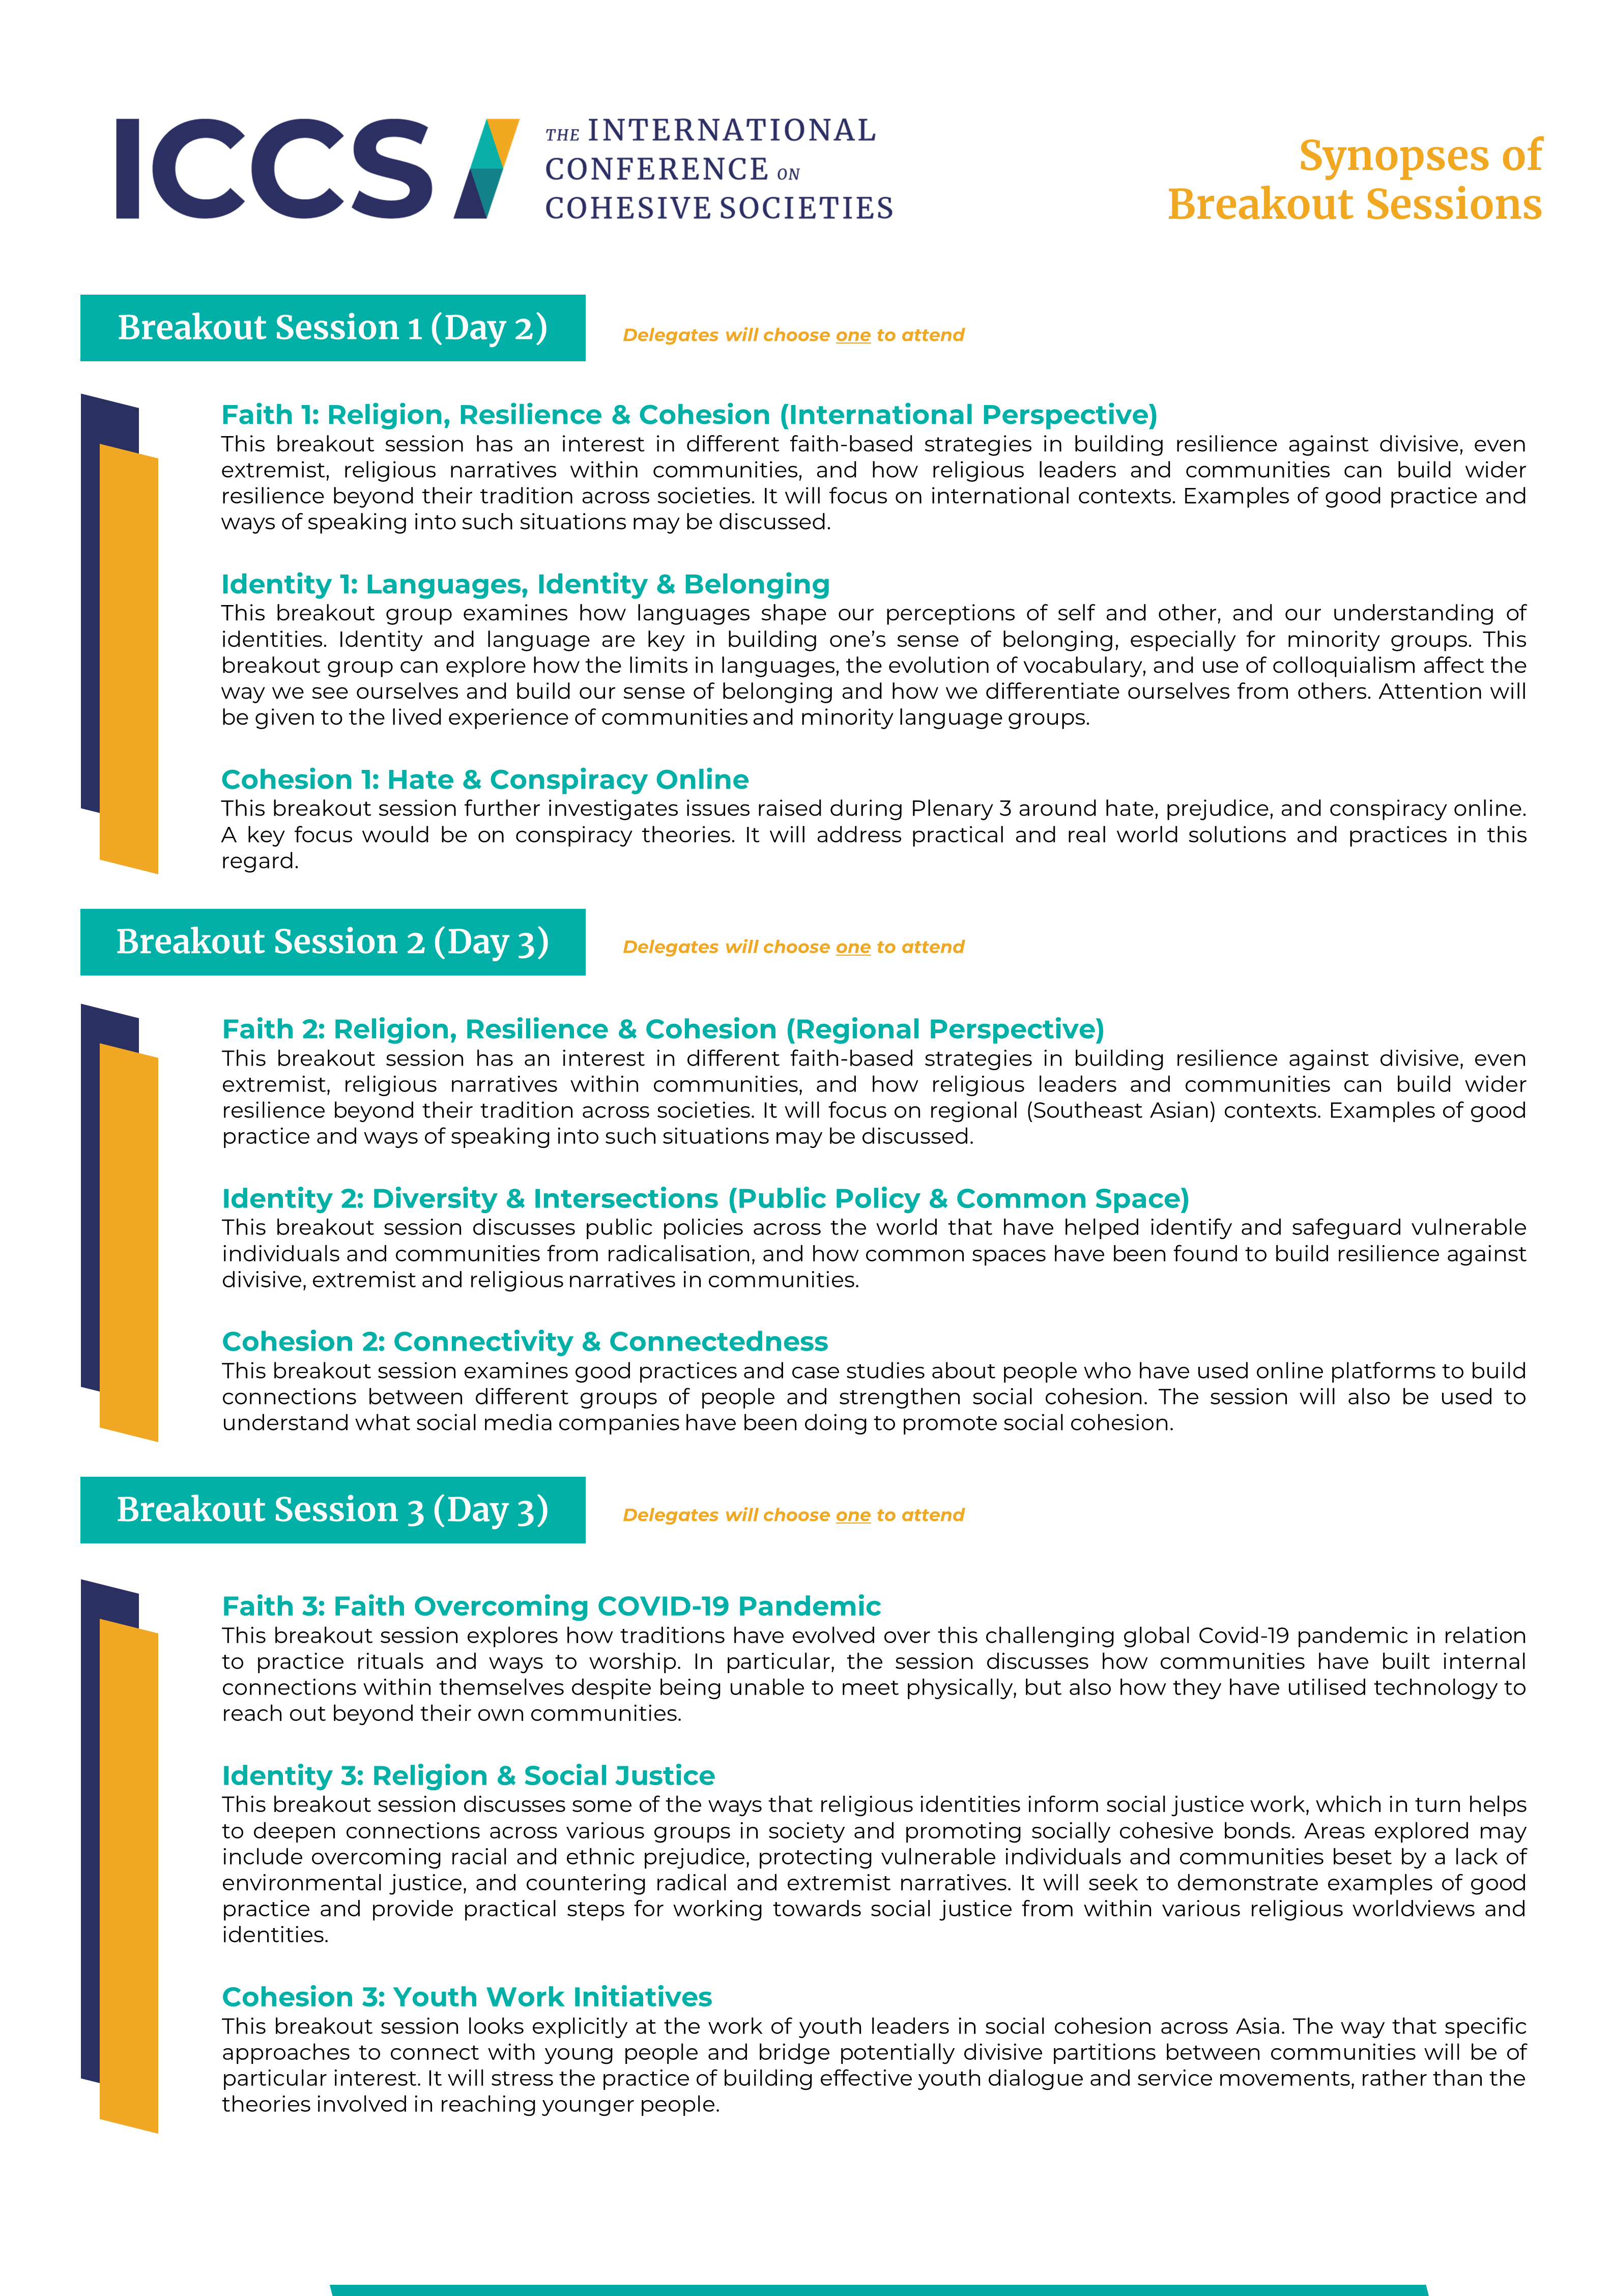 ICCS
THE INTERNATIONAL
CONFERENCE ON
COHESIVE SOCIETIES
Synopses of
Breakout Sessions
Breakout Session 1 (Day 2)
Delegates will choose one to attend
Faith 1: Religion, Resilience & Cohesion (International Perspective)
This breakout session has an interest in different faith-based strategies in building resilience against divisive, even
extremist, religious narratives within communities, and how religious leaders and communities can build wider
resilience beyond their tradition across societies. It will focus on international contexts. Examples of good practice and
ways of speaking into such situations may be discussed.
Identity 1: Languages, Identity & Belonging
This breakout group examines how languages shape our perceptions of self and other, and our understanding of
identities. Identity and language are key in building one’s sense of belonging, especially for minority groups. This
breakout group can explore how the limits in languages, the evolution of vocabulary, and use of colloquialism affect the
way we see ourselves and build our sense of belonging and how we differentiate ourselves from others. Attention will
be given to the lived experience of communities and minority language groups.
Cohesion 1: Hate & Conspiracy Online
This breakout session further investigates issues raised during Plenary 3 around hate, prejudice, and conspiracy online.
A key focus would be on conspiracy theories. It will address practical and real world solutions and practices in this
regard.
Breakout Session 2 (Day 3)
Delegates will choose one to attend
Faith 2: Religion, Resilience & Cohesion (Regional Perspective)
This breakout session has an interest in different faith-based strategies in building resilience against divisive, even
extremist, religious narratives within communities, and how religious leaders and communities can build wider
resilience beyond their tradition across societies. It will focus on regional (Southeast Asian) contexts. Examples of good
practice and ways of speaking into such situations may be discussed.
Identity 2: Diversity & Intersections (Public Policy & Common Space)
This breakout session discusses public policies across the world that have helped identify and safeguard vulnerable
individuals and communities from radicalisation, and how common spaces have been found to build resilience against
divisive, extremist and religious narratives in communities.
Cohesion 2: Connectivity & Connectedness
This breakout session examines good practices and case studies about people who have used online platforms to build
connections between different groups of people and strengthen social cohesion. The session will also be used to
understand what social media companies have been doing to promote social cohesion.
Breakout Session 3 (Day 3)
Delegates will choose one to attend
Faith 3: Faith Overcoming COVID-19 Pandemic
This breakout session explores how traditions have evolved over this challenging global Covid-19 pandemic in relation
to practice rituals and ways to worship. In particular, the session discusses how communities have built internal
connections within themselves despite being unable to meet physically, but also how they have utilised technology to
reach out beyond their own communities.
Identity 3: Religion & Social Justice
This breakout session discusses some of the ways that religious identities inform social justice work, which in turn helps
to deepen connections across various groups in society and promoting socially cohesive bonds. Areas explored may
include overcoming racial and ethnic prejudice, protecting vulnerable individuals and communities beset by a lack of
environmental justice, and countering radical and extremist narratives. It will seek to demonstrate examples of good
practice and provide practical steps for working towards social justice from within various religious worldviews and
identities.
Cohesion 3: Youth Work Initiatives
This breakout session looks explicitly at the work of youth leaders in social cohesion across Asia. The way that specific
approaches to connect with young people and bridge potentially divisive partitions between communities will be of
particular interest. It will stress the practice of building effective youth dialogue and service movements, rather than the
theories involved in reaching younger people.